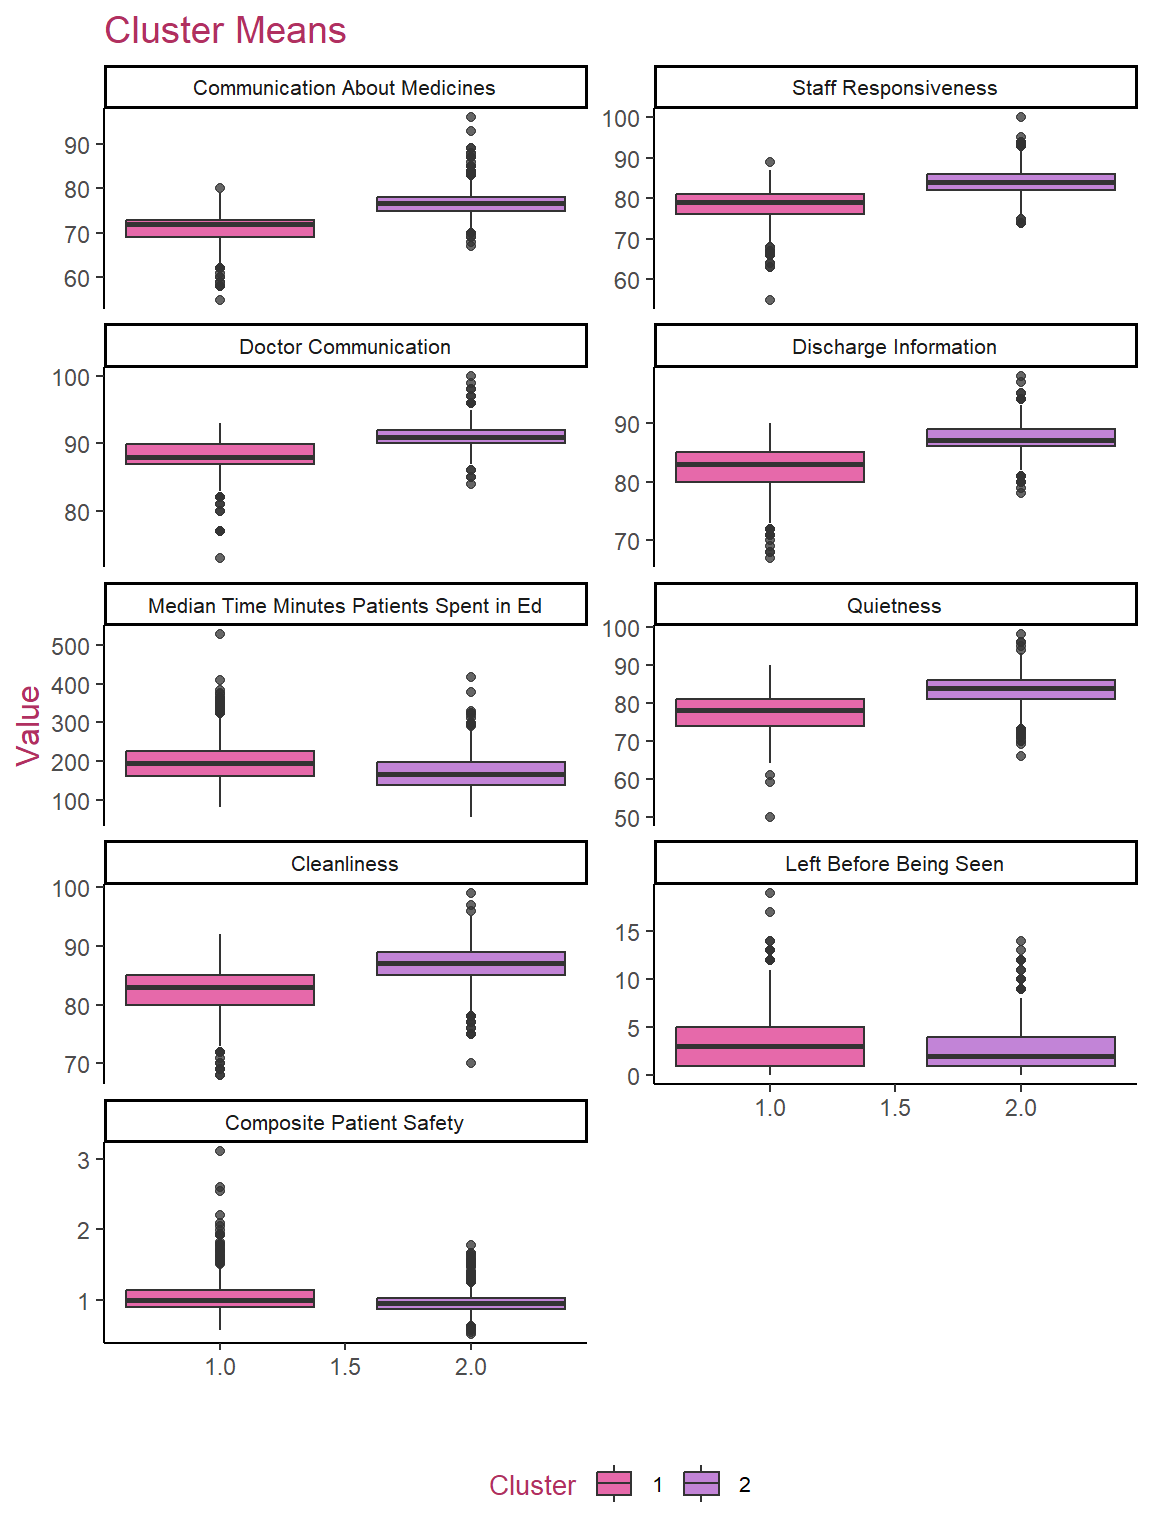 Cluster Means
Communication About Medicines
90
80
70
60
Staff Responsiveness
100
90
80
70
60
Doctor Communication
100
90
80
Discharge Information
90
80
70
Value
Median Time Minutes Patients Spent in Ed
500
400
300
200
100
Quietness
100
90
80
70
60
50
Cleanliness
100
90
80
70
Left Before Being Seen
15
10
5
0
1.0 1.5 2.0
Composite Patient Safety
3
2
1
1.0 1.5 2.0
Cluster 1 2